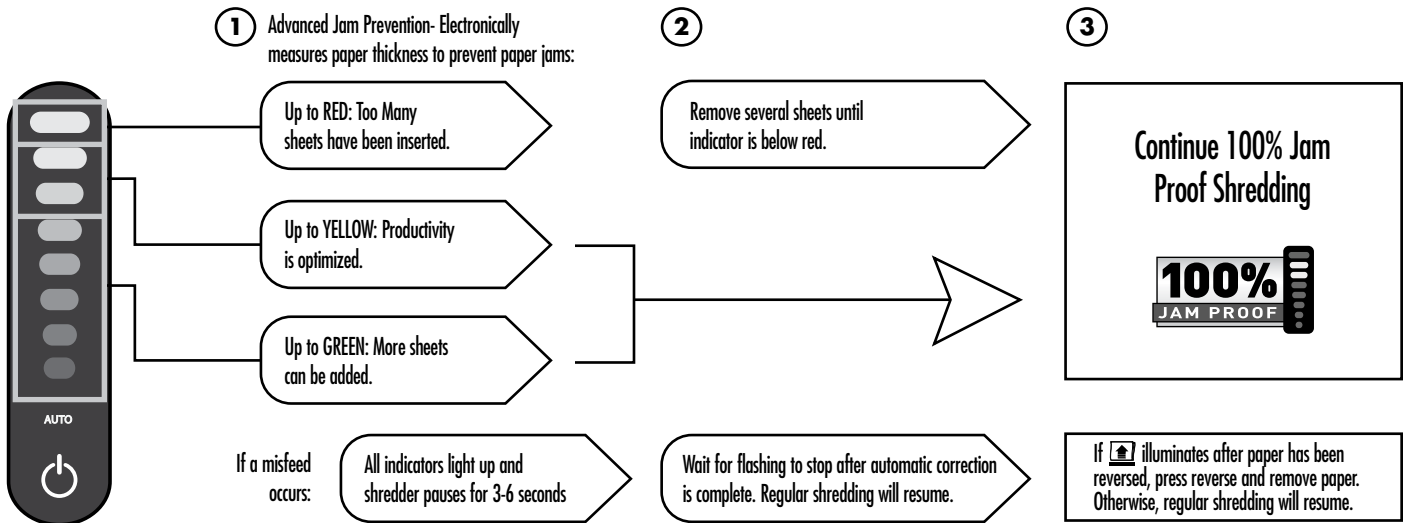 1 Advanced Jam Prevention- Electronically
measures paper thickness to prevent paper jams:
Up to RED: Too Many
sheets have been inserted.
Up to YELLOW: Productivity
is optimized.
Up to GREEN: More sheets
can be added.
AUTO
2
Remove several sheets until
indicator is below red.
3
Continue 100% Jam
Proof Shredding
100%
JAM PROOF
If a misfeed
occurs:
All indicators light up and
shredder pauses for 3-6 seconds
Wait for flashing to stop after automatic correction
is complete. Regular shredding will resume.
If illuminates after paper has been
reversed, press reverse and remove paper.
Otherwise, regular shredding will resume.